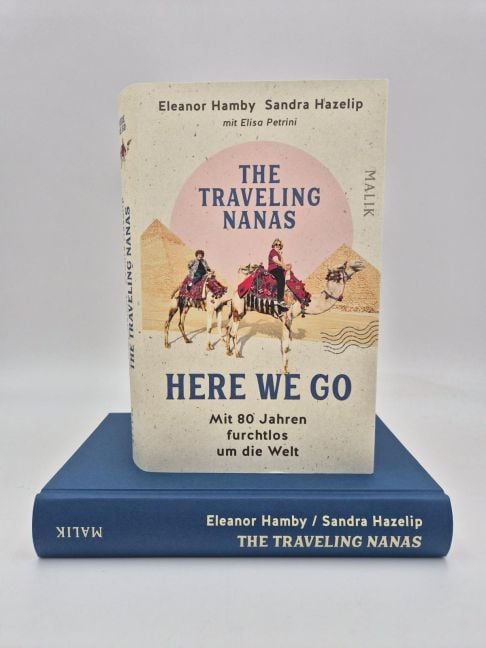 Eleanor Hamby Sandra Hazelip
mit Elisa Petrini
THE
TRAVELING
NANAS
MALIK
HERE WE GO
Mit 80 Jahren
furchtlos
um die Welt
THE TRAVELING NANAS
Eleanor Hamby / Sandra Hazelip
THE TRAVELING NANAS
MALIK